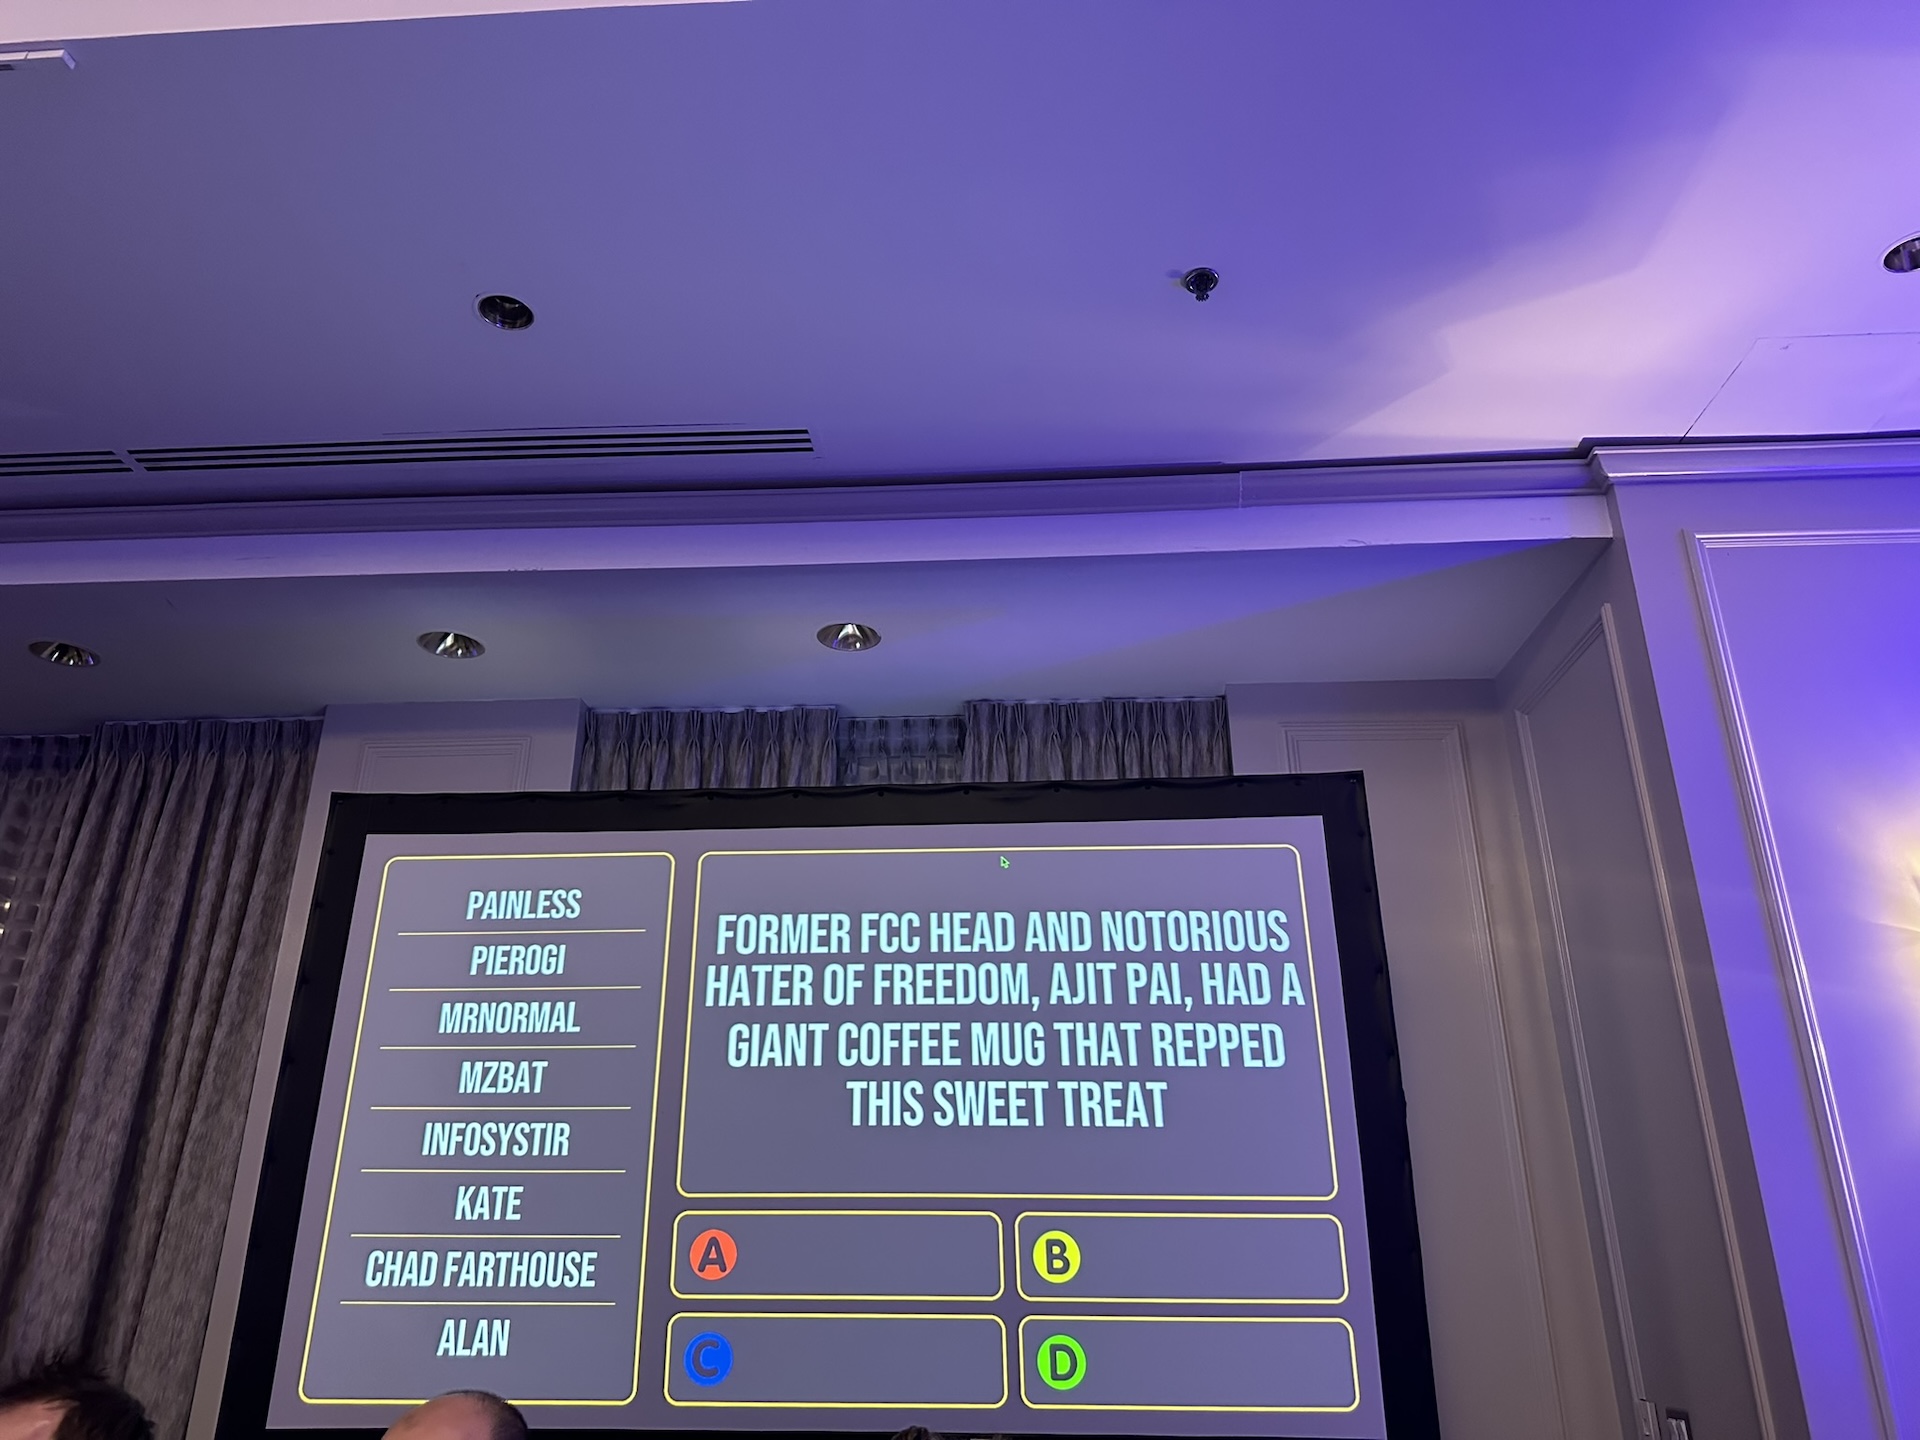 PAINLESS
PIEROGI
MRNORMAL
MZBAT
INFOSYSTIR
KATE
CHAD FARTHOUSE
ALAN
FORMER FCC HEAD AND NOTORIOUS
HATER OF FREEDOM, AJIT PAI, HAD A
GIANT COFFEE MUG THAT REPPED
THIS SWEET TREAT
A
B
C
D